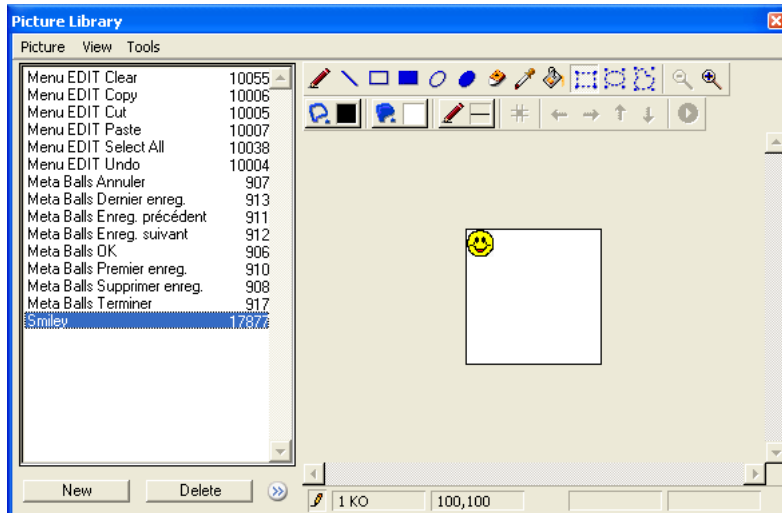 Picture Library
Picture View Tools
Menu EDIT Clear 10055
Menu EDIT Copy 10006
Menu EDIT Cut 10005
Menu EDIT Paste 10007
Menu EDIT Select All 10038
Menu EDIT Undo 10004
Meta Balls Annuler 907
Meta Balls Dernier enreg. 913
Meta Balls Enreg. précédent 911
Meta Balls Enreg. suivant 912
Meta Balls OK 906
Meta Balls Premier enreg. 910
Meta Balls Supprimer enreg. 908
Meta Balls Terminer 917
Smiley 17877
New Delete
1 KO 100,100